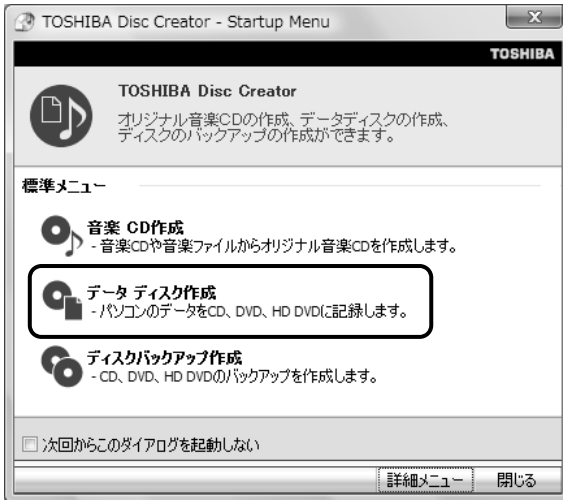 TOSHIBA Disc Creator - Startup Menu
TOSHIBA
TOSHIBA Disc Creator
オリジナル音楽CDの作成、データディスクの作成、
ディスクのバックアップの作成ができます。
標準メニュー
音楽 CD作成
- 音楽CDや音楽ファイルからオリジナル音楽CDを作成します。
データ ディスク作成
- パソコンのデータをCD、DVD、HD DVDに記録します。
ディスクバックアップ作成
- CD、DVD、HD DVDのバックアップを作成します。
次回からこのダイアログを起動しない
詳細メニュー 閉じる